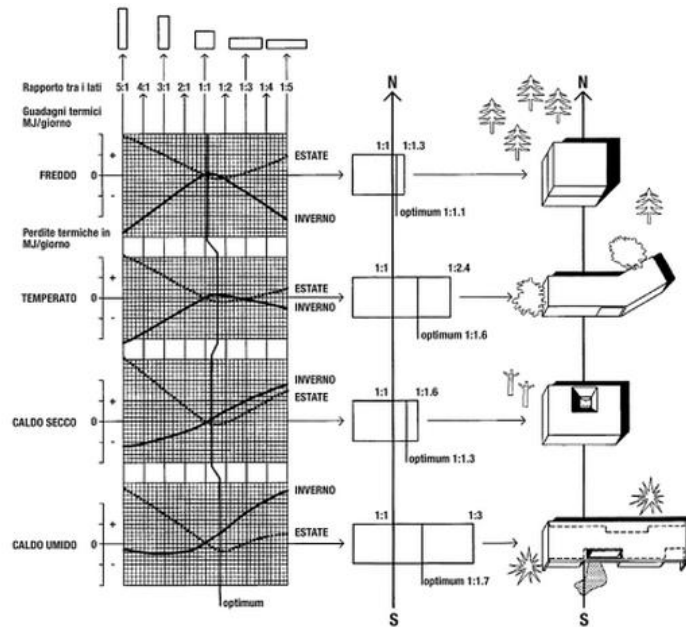 Rapporto tra i lati
5:1 4:1 3:1 2:1 1:1 1:2 1:3 1:4 1:5
Guadagni termici
MJ/giorno
N
N
+
FREDDO 0
-
ESTATE
INVERNO
1:1 1:1.3
optimum 1:1.1
Perdite termiche in
MJ/giorno
+
TEMPERATO 0
-
ESTATE
INVERNO
1:1 1:2.4
optimum 1:1.6
+
CALDO SECCO 0
-
INVERNO
ESTATE
1:1 1:1.6
optimum 1:1.3
+
CALDO UMIDO 0
-
INVERNO
ESTATE
1:1 1:3
optimum 1:1.7
optimum
S
S